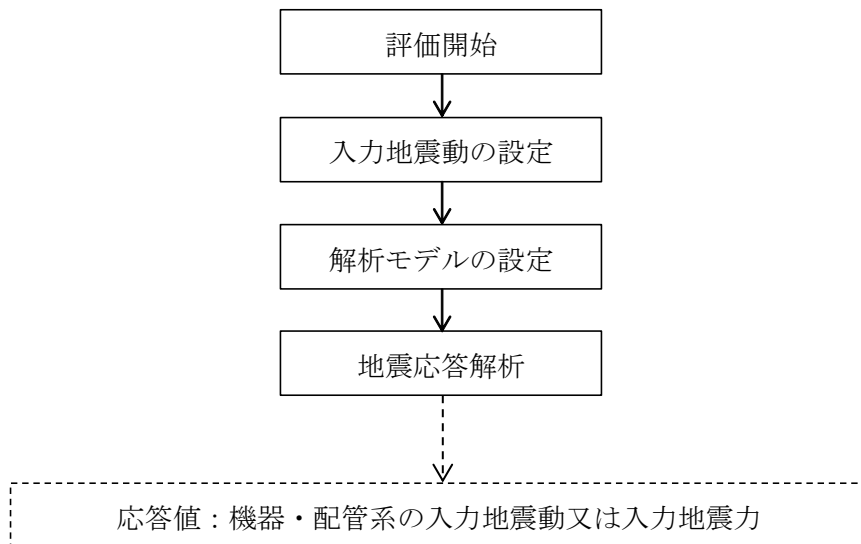 評価開始
入力地震動の設定
解析モデルの設定
地震応答解析
応答値：機器・配管系の入力地震動又は入力地震力